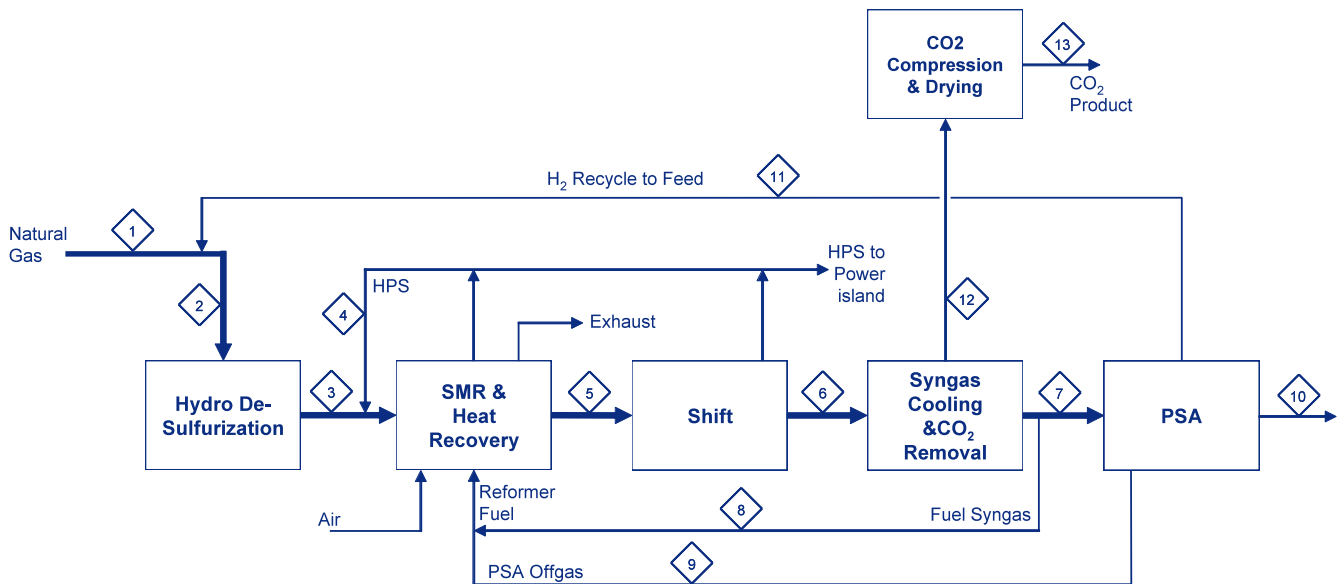 CO2
Compression
& Drying
13
CO₂
Product
H₂ Recycle to Feed
11
Natural
Gas
1
2
HPS
4
HPS to
Power
island
12
Exhaust
Hydro De-
Sulfurization
3
SMR &
Heat
Recovery
5
Shift
6
Syngas
Cooling
&CO₂
Removal
7
PSA
10
Air
Reformer
Fuel
8
Fuel Syngas
PSA Offgas
9